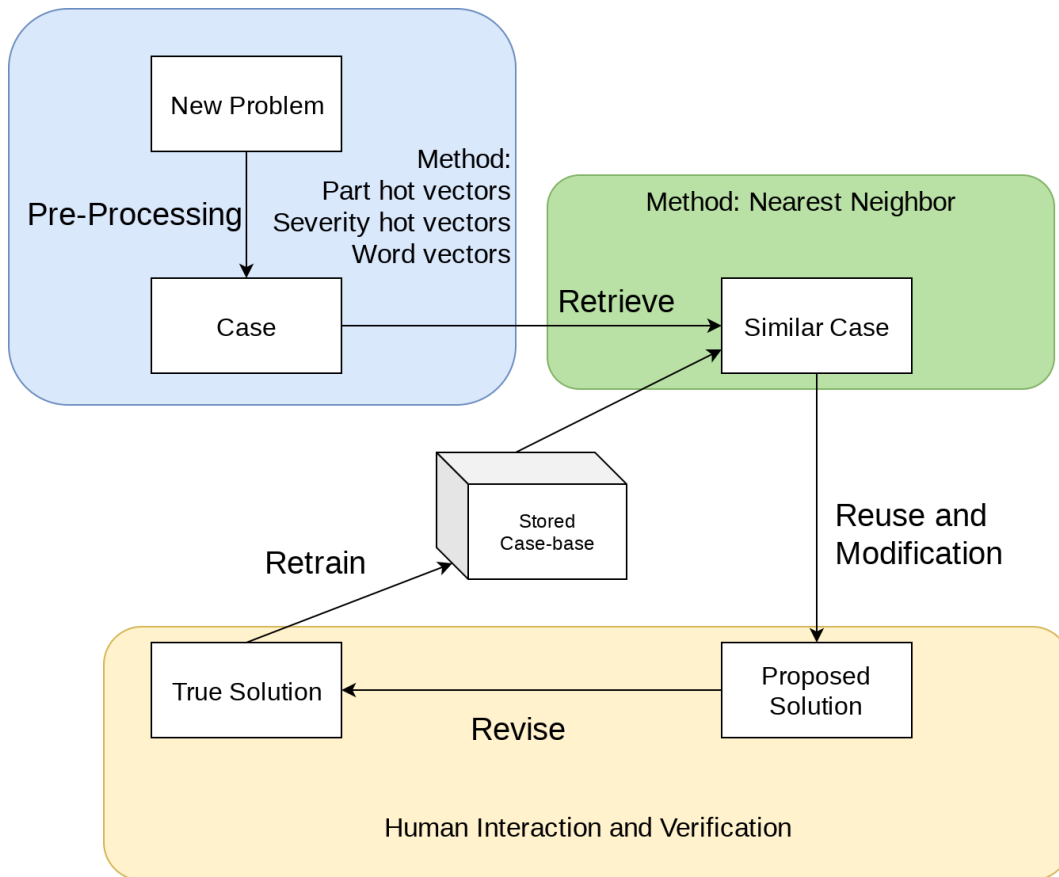 New Problem
Method:
Part hot vectors
Severity hot vectors
Word vectors
Pre-Processing
Case
Method: Nearest Neighbor
Retrieve
Similar Case
Stored
Case-base
Reuse and
Modification
Retrain
True Solution
Proposed
Solution
Revise
Human Interaction and Verification